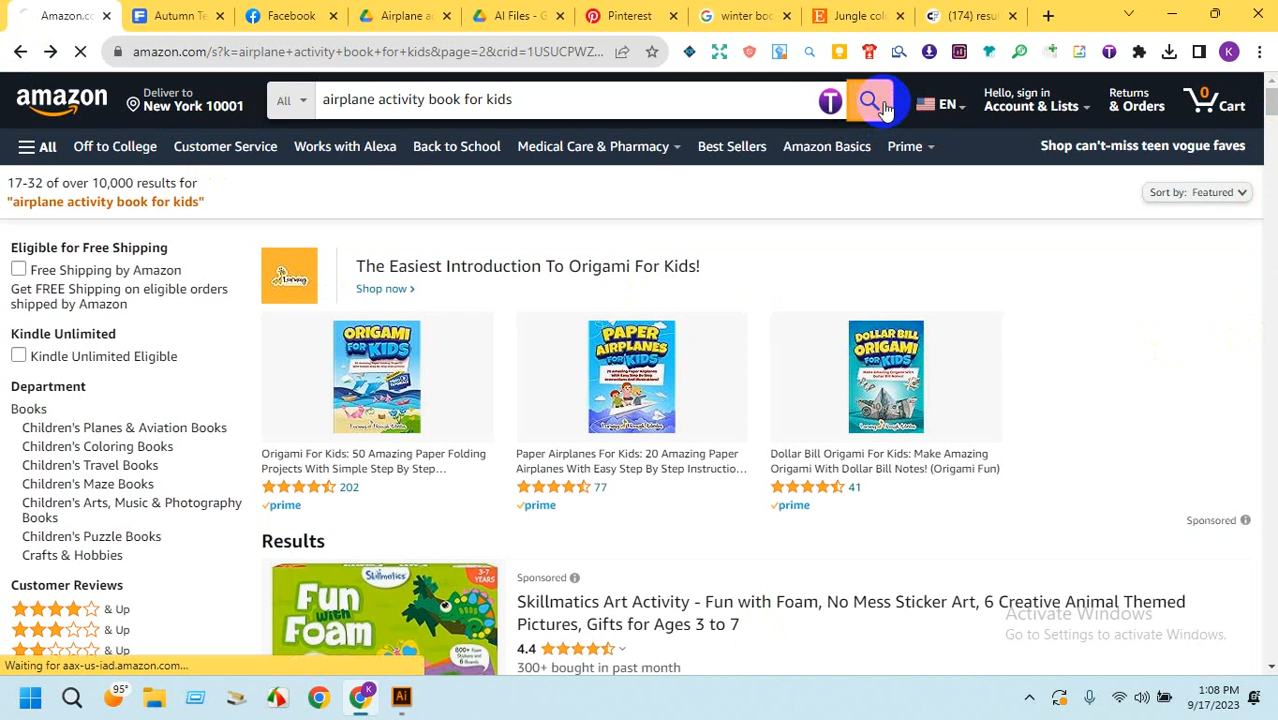 Amazon.co
Autumn Te
Facebook
Airplane a
AI Files - G
Pinterest
winter boo
Jungle col
(174) resu
amazon.com/s?k=airplane+activity+book+for+kids&page=2&crid=1USUCPWZ...
K
amazon
Deliver to
New York 10001
All
airplane activity book for kids
T
EN
Hello, sign in
Account & Lists
Returns
& Orders
0
Cart
All
Off to College
Customer Service
Works with Alexa
Back to School
Medical Care & Pharmacy
Best Sellers
Amazon Basics
Prime
Shop can't-miss teen vogue faves
17-32 of over 10,000 results for
"airplane activity book for kids"
Sort by: Featured
Eligible for Free Shipping
Free Shipping by Amazon
Get FREE Shipping on eligible orders
shipped by Amazon
Kindle Unlimited
Kindle Unlimited Eligible
Department
Books
Children's Planes & Aviation Books
Children's Coloring Books
Children's Travel Books
Children's Maze Books
Children's Arts, Music & Photography
Books
Children's Puzzle Books
Crafts & Hobbies
Customer Reviews
& Up
& Up
& Up
The Easiest Introduction To Origami For Kids!
Shop now
ORIGAMI
FOR KIDS
PAPER
AIRPLANES
FOR KIDS
DOLLAR BILL
ORIGAMI
FOR KIDS
Origami For Kids: 50 Amazing Paper Folding
Projects With Simple Step By Step...
202
prime
Paper Airplanes For Kids: 20 Amazing Paper
Airplanes With Easy Step By Step Instructio...
77
prime
Dollar Bill Origami For Kids: Make Amazing
Origami With Dollar Bill Notes! (Origami Fun)
41
prime
Sponsored
Results
Skillmatics
3-7
YEARS
Fun
with
Foam
800+
Sponsored
Skillmatics Art Activity - Fun with Foam, No Mess Sticker Art, 6 Creative Animal Themed
Pictures, Gifts for Ages 3 to 7
4.4
300+ bought in past month
Activate Windows
Go to Settings to activate Windows.
Waiting for aax-us-iad.amazon.com...
95°
K
Ai
1:08 PM
9/17/2023